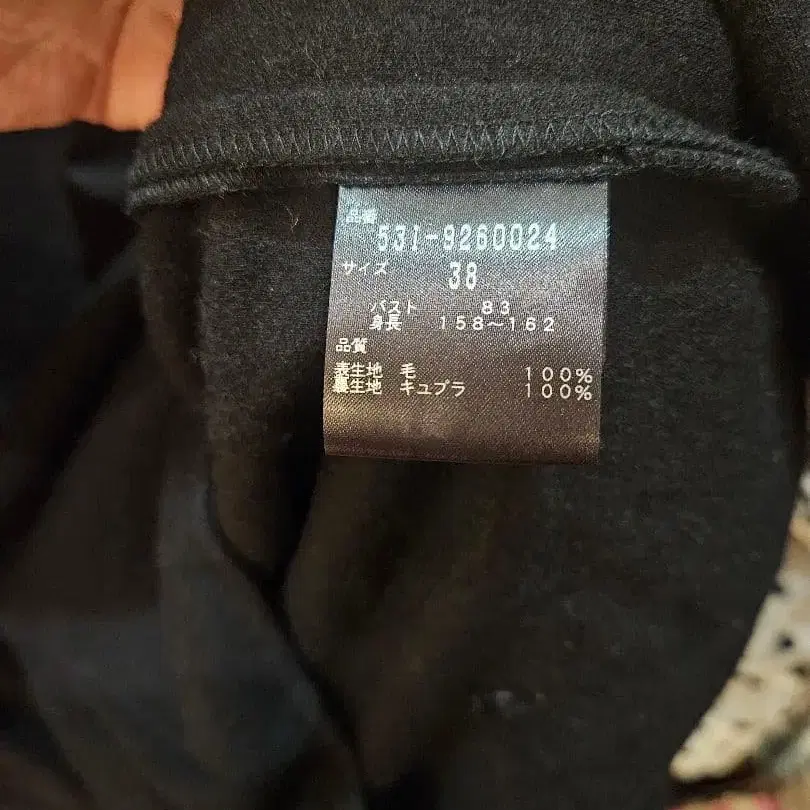 品番
531-9260024
サイズ 38
バスト 83
身長 158〜162
品質
表生地 毛 100%
裏生地 キュプラ 100%